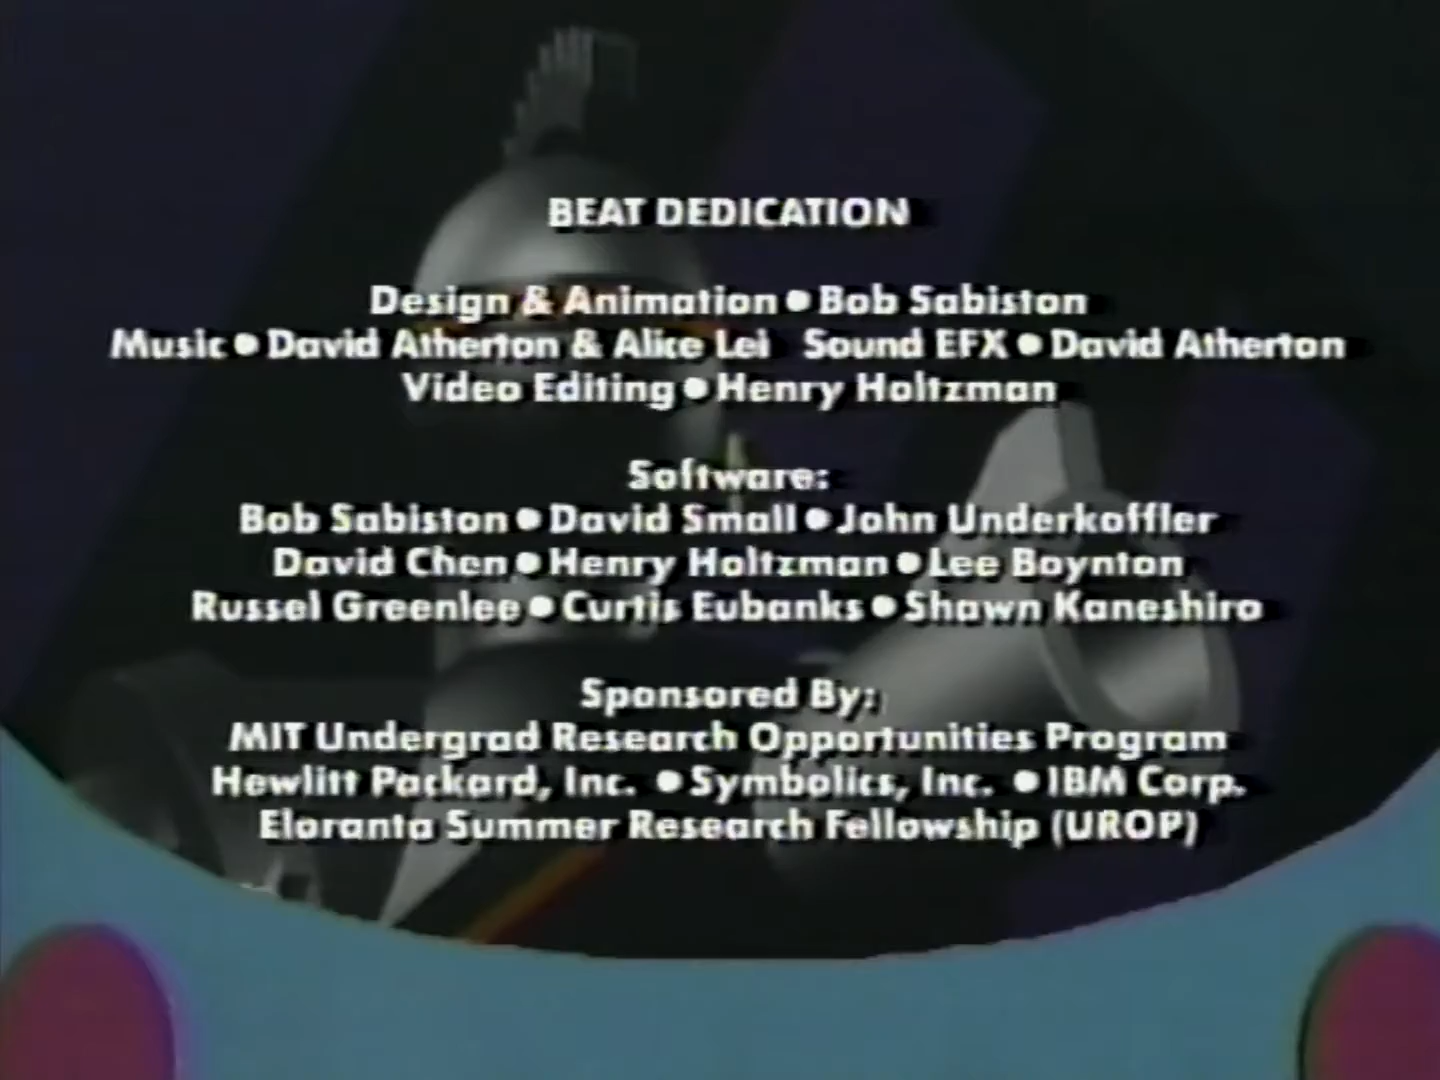 BEAT DEDICATION
Design & Animation • Bob Sabiston
Music • David Atherton & Alice Lei Sound EFX • David Atherton
Video Editing • Henry Holtzman
Software:
Bob Sabiston • David Small • John Underkoffler
David Chen • Henry Holtzman • Lee Boynton
Russel Greenlee • Curtis Eubanks • Shawn Kaneshiro
Sponsored By:
MIT Undergrad Research Opportunities Program
Hewlitt Packard, Inc. • Symbolics, Inc. • IBM Corp.
Eloranta Summer Research Fellowship (UROP)